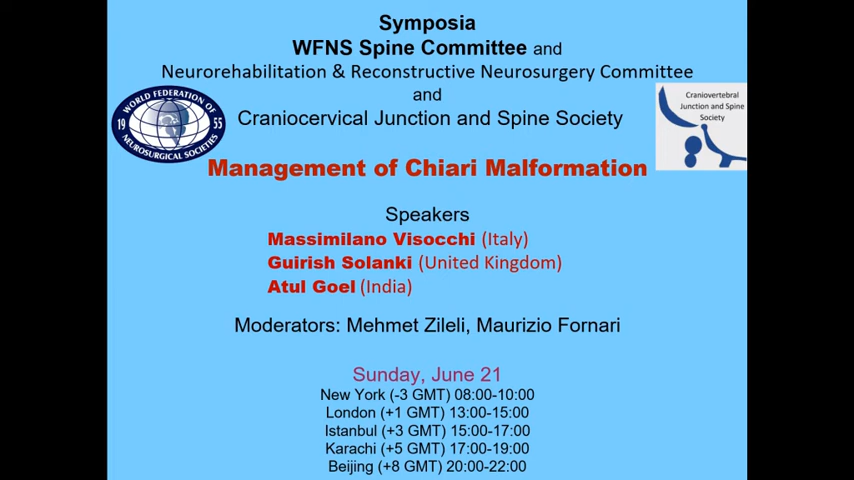 Symposia
WFNS Spine Committee and
Neurorehabilitation & Reconstructive Neurosurgery Committee
and
Craniocervical Junction and Spine Society
WORLD FEDERATION OF
19 55
NEUROSURGICAL SOCIETIES
Craniovertebral
Junction and Spine
Society
Management of Chiari Malformation
Speakers
Massimilano Visocchi (Italy)
Guirish Solanki (United Kingdom)
Atul Goel (India)
Moderators: Mehmet Zileli, Maurizio Fornari
Sunday, June 21
New York (-3 GMT) 08:00-10:00
London (+1 GMT) 13:00-15:00
Istanbul (+3 GMT) 15:00-17:00
Karachi (+5 GMT) 17:00-19:00
Beijing (+8 GMT) 20:00-22:00